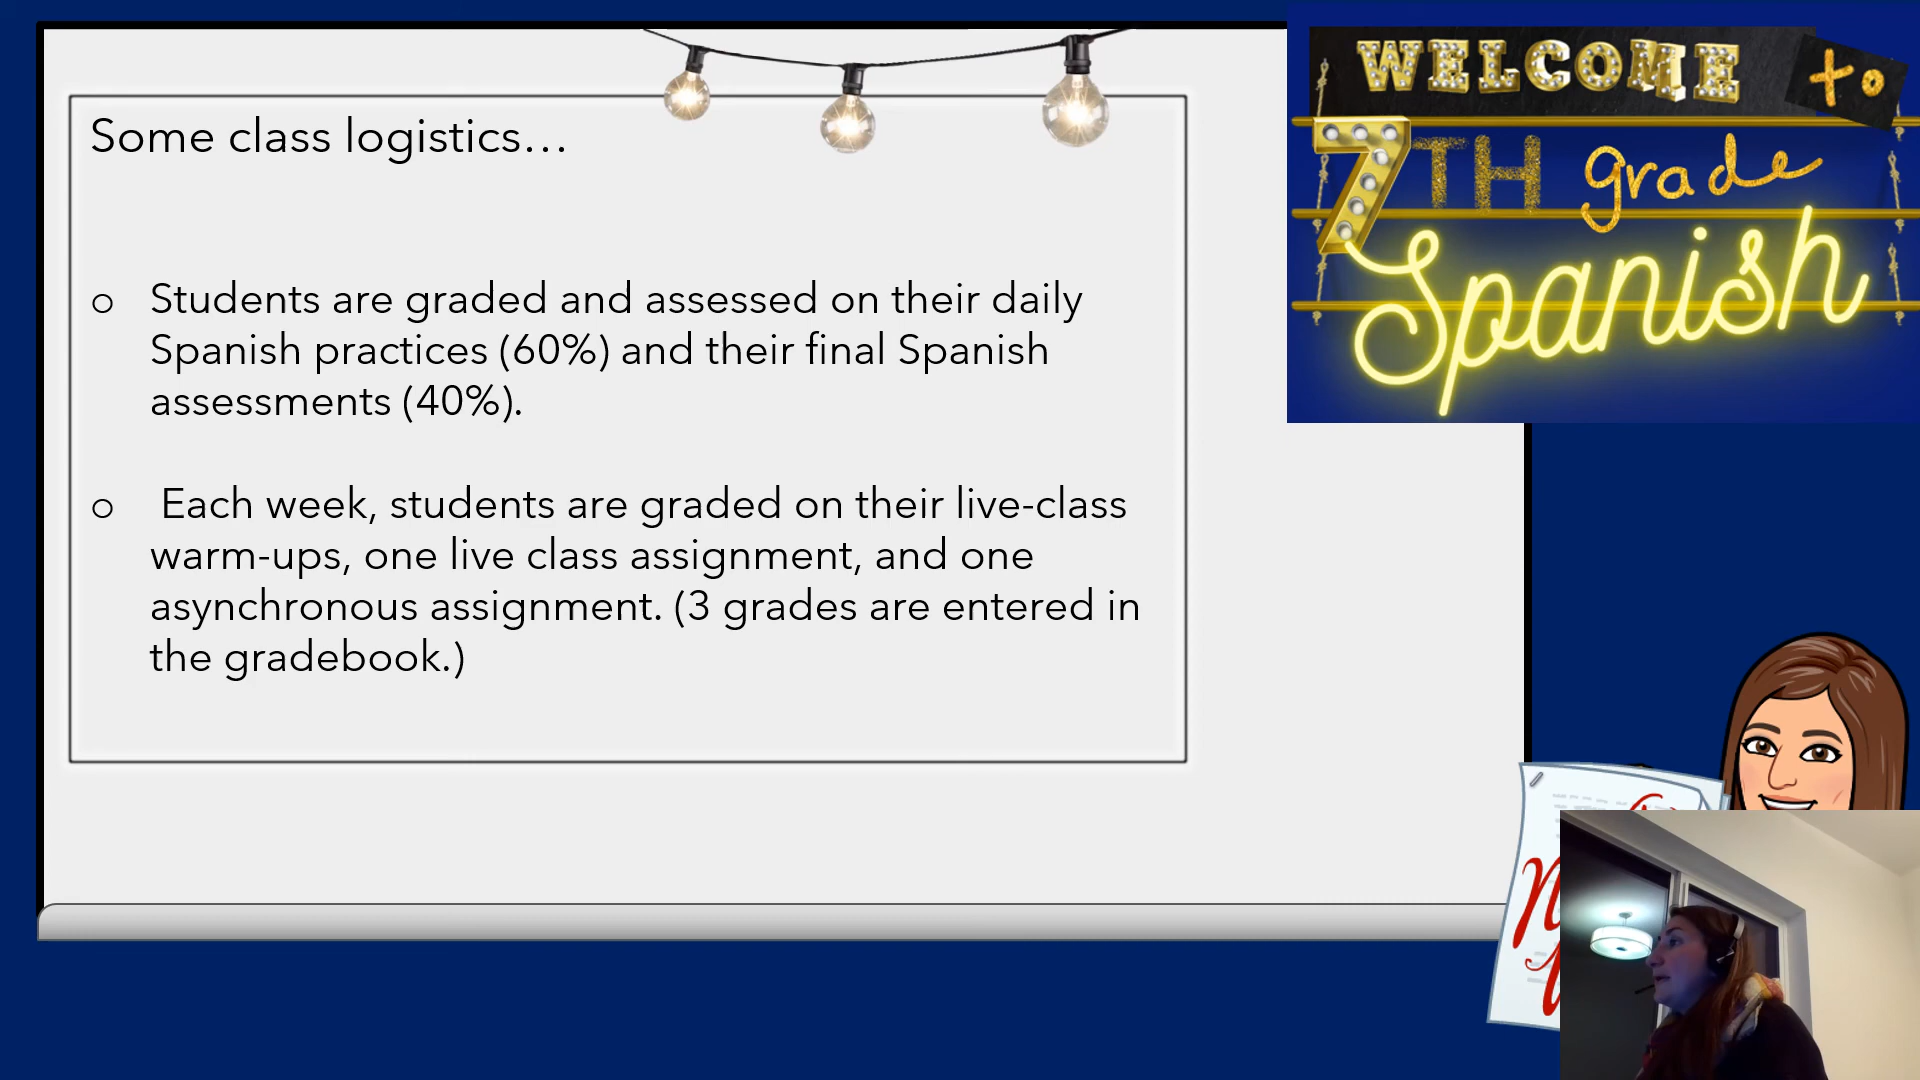 Some class logistics...
o Students are graded and assessed on their daily
Spanish practices (60%) and their final Spanish
assessments (40%).
o Each week, students are graded on their live-class
warm-ups, one live class assignment, and one
asynchronous assignment. (3 grades are entered in
the gradebook.)
WELCOME to
7TH grade
Spanish